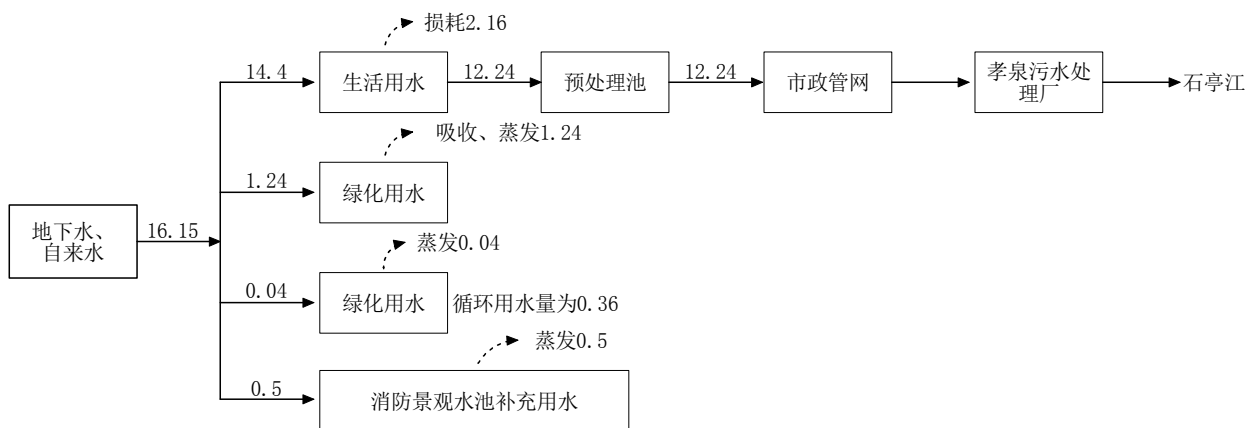 损耗2.16
14.4
生活用水
12.24
预处理池
12.24
市政管网
孝泉污水处
理厂
石亭江
吸收、蒸发1.24
1.24
绿化用水
地下水、
自来水
16.15
蒸发0.04
0.04
绿化用水
循环用水量为0.36
蒸发0.5
0.5
消防景观水池补充用水